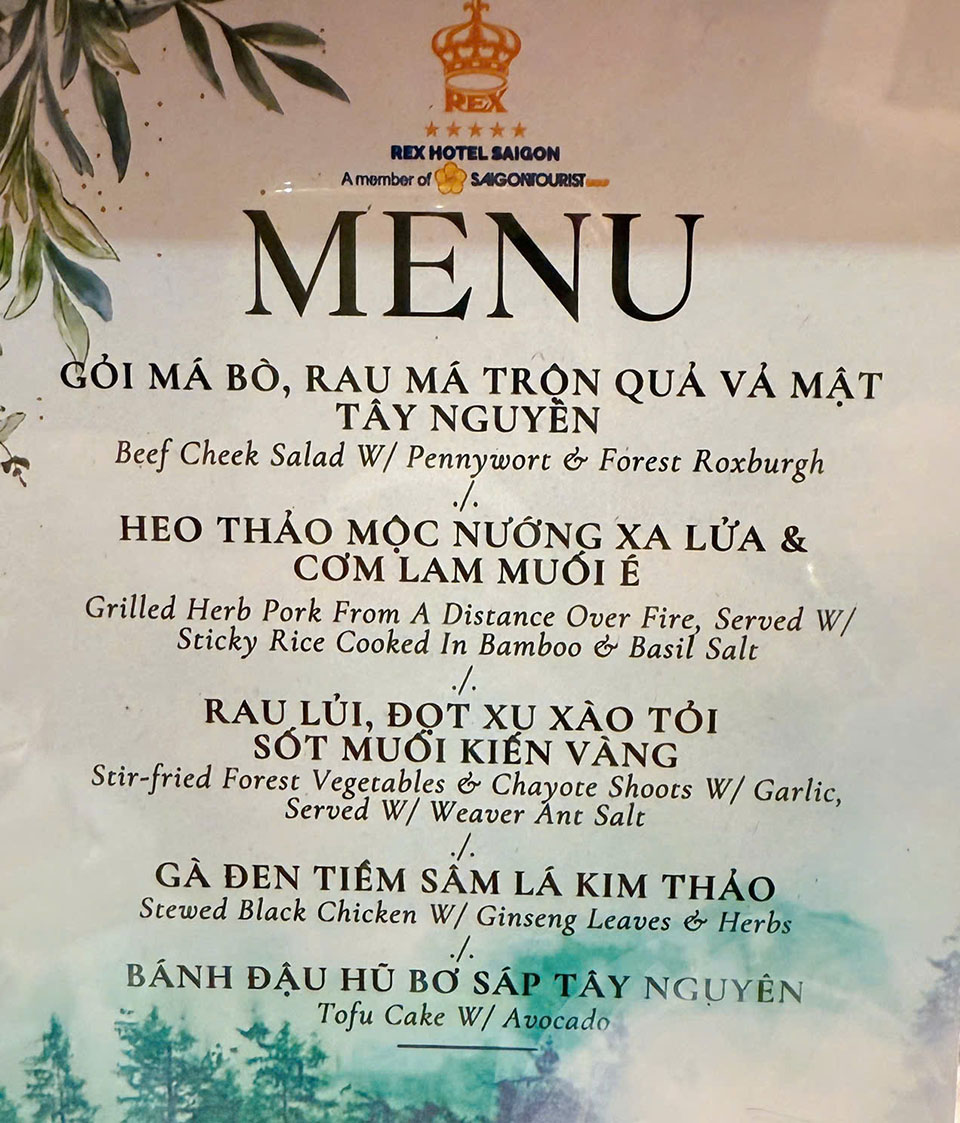 REX
REX HOTEL SAIGON
A member of SAIGONTOURIST
MENU
GỎI MÁ BÒ, RAU MÁ TRỘN QUẢ VẢ MẬT
TÂY NGUYÊN
Beef Cheek Salad W/ Pennywort & Forest Roxburgh
./.
HEO THẢO MỘC NƯỚNG XA LỬA &
CƠM LAM MUỐI É
Grilled Herb Pork From A Distance Over Fire, Served W/
Sticky Rice Cooked In Bamboo & Basil Salt
./.
RAU LỦI, ĐỌT XU XÀO TỎI
SỐT MUỐI KIẾN VÀNG
Stir-fried Forest Vegetables & Chayote Shoots W/ Garlic,
Served W/ Weaver Ant Salt
./.
GÀ ĐEN TIỀM SÂM LÁ KIM THẢO
Stewed Black Chicken W/ Ginseng Leaves & Herbs
./.
BÁNH ĐẬU HŨ BƠ SÁP TÂY NGUYÊN
Tofu Cake W/ Avocado